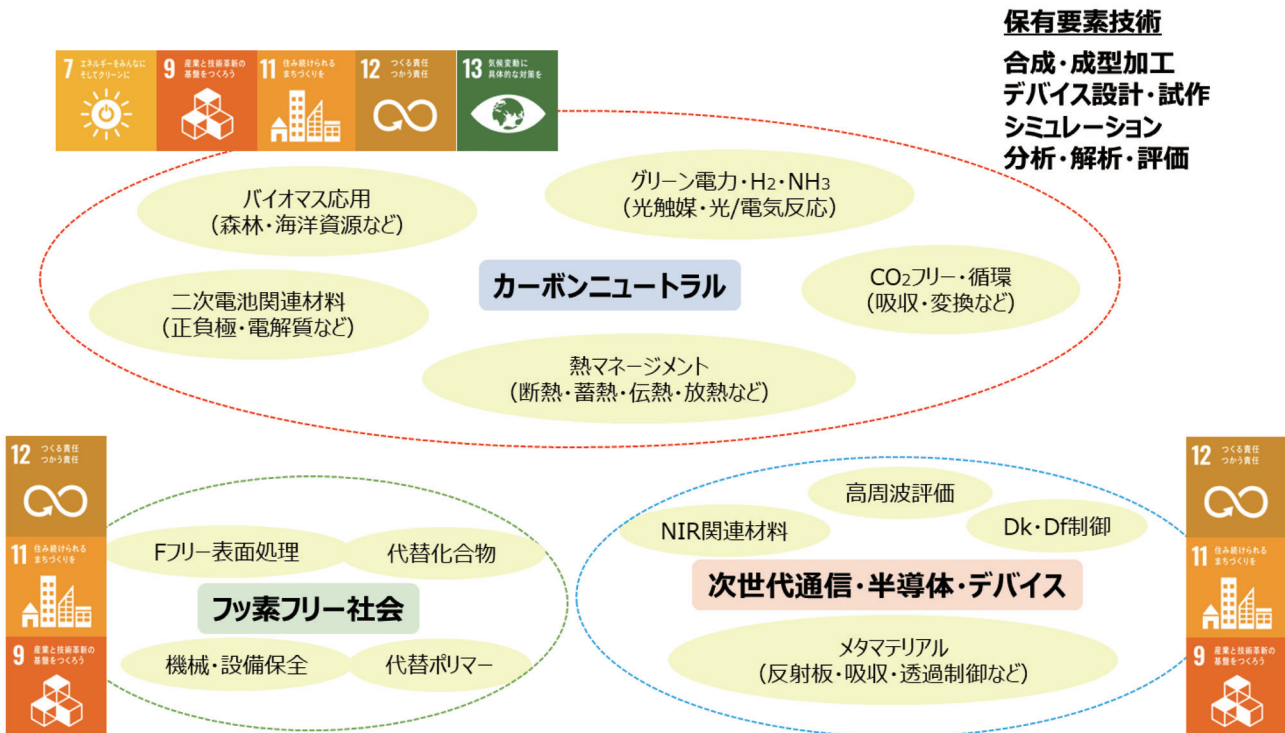 保有要素技術
合成・成型加工
デバイス設計・試作
シミュレーション
分析・解析・評価
7 エネルギーをみんなに
そしてクリーンに
9 産業と技術革新の
基盤をつくろう
11 住み続けられる
まちづくりを
12 つくる責任
つかう責任
13 気候変動に
具体的な対策を
バイオマス応用
(森林・海洋資源など)
グリーン電力・H₂・NH₃
(光触媒・光/電気反応)
カーボンニュートラル
CO₂フリー・循環
(吸収・変換など)
二次電池関連材料
(正負極・電解質など)
熱マネージメント
(断熱・蓄熱・伝熱・放熱など)
12 つくる責任
つかう責任
11 住み続けられる
まちづくりを
9 産業と技術革新の
基盤をつくろう
Fフリー表面処理
代替化合物
フッ素フリー社会
機械・設備保全
代替ポリマー
高周波評価
NIR関連材料
Dk・Df制御
次世代通信・半導体・デバイス
メタマテリアル
(反射板・吸収・透過制御など)
12 つくる責任
つかう責任
11 住み続けられる
まちづくりを
9 産業と技術革新の
基盤をつくろう